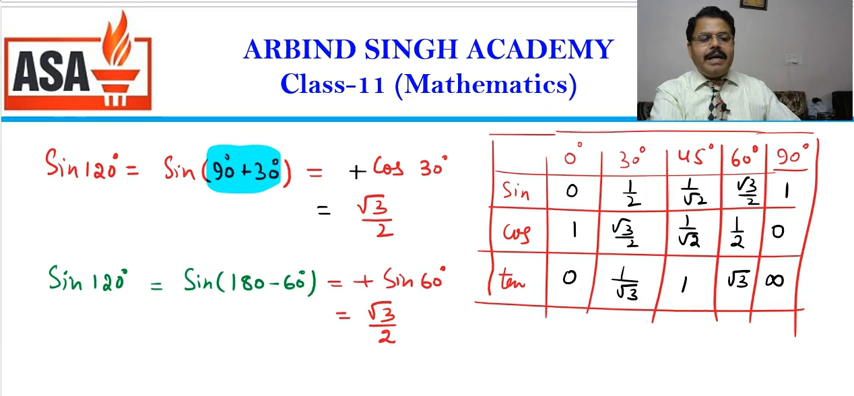 ASA
ARBIND SINGH ACADEMY
Class-11 (Mathematics)
Sin 120° = Sin (90° + 30°) = + Cos 30°
= √3/2
Sin 120° = Sin (180 - 60°) = + Sin 60°
= √3/2
0° 30° 45° 60° 90°
Sin 0 1/2 1/√2 √3/2 1
Cos 1 √3/2 1/√2 1/2 0
ten 0 1/√3 1 √3 ∞